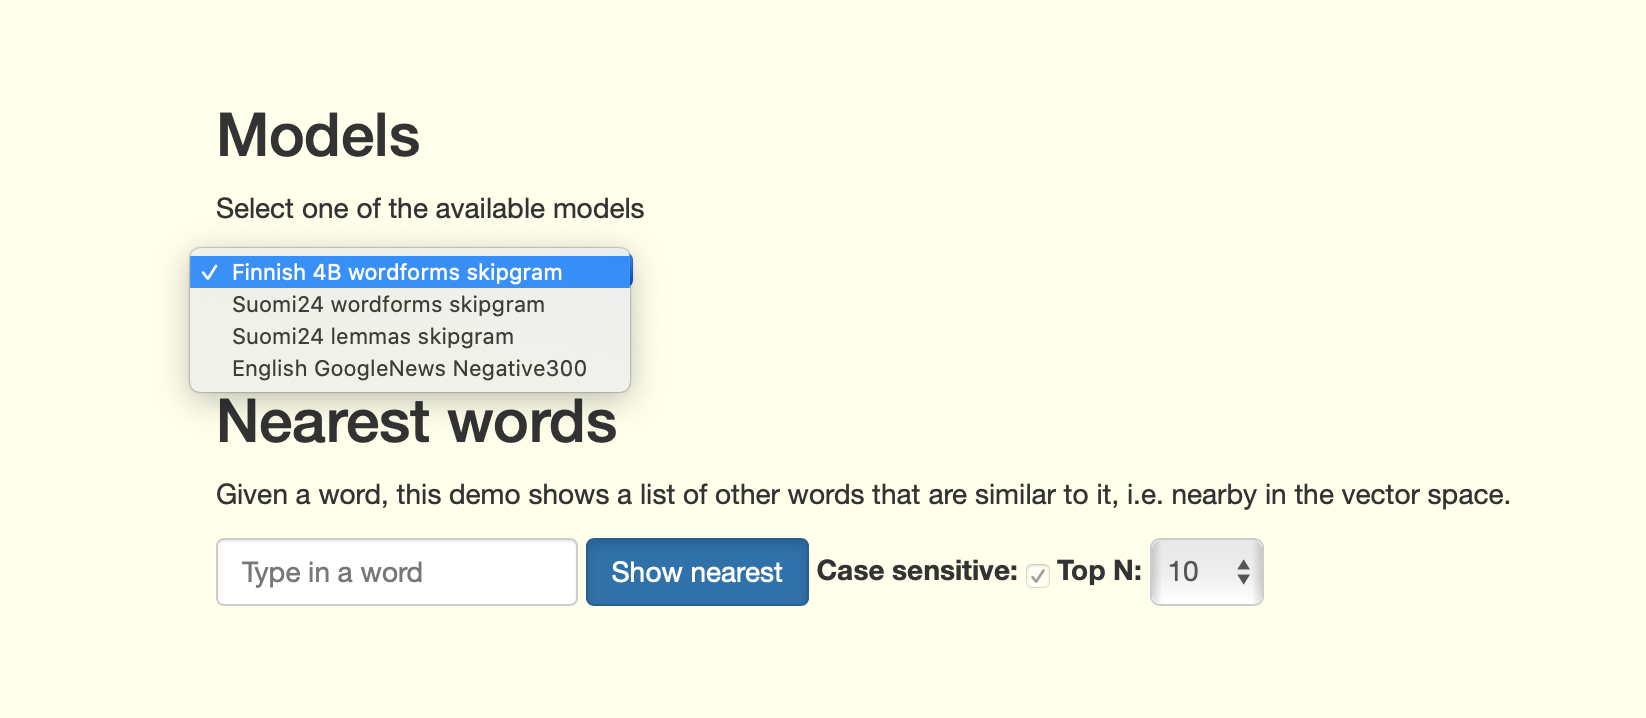 Models
Select one of the available models
✓ Finnish 4B wordforms skipgram
Suomi24 wordforms skipgram
Suomi24 lemmas skipgram
English GoogleNews Negative300
Nearest words
Given a word, this demo shows a list of other words that are similar to it, i.e. nearby in the vector space.
Type in a word Show nearest Case sensitive: ✓ Top N: 10